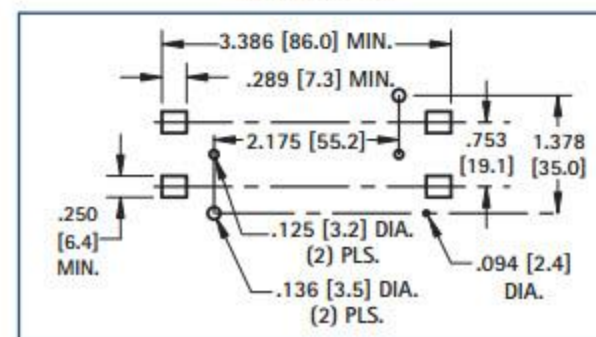 3.386 [86.0] MIN.
.289 [7.3] MIN.
2.175 [55.2]
.753
[19.1]
1.378
[35.0]
.250
[6.4]
MIN.
.125 [3.2] DIA.
(2) PLS.
.094 [2.4]
DIA.
.136 [3.5] DIA.
(2) PLS.